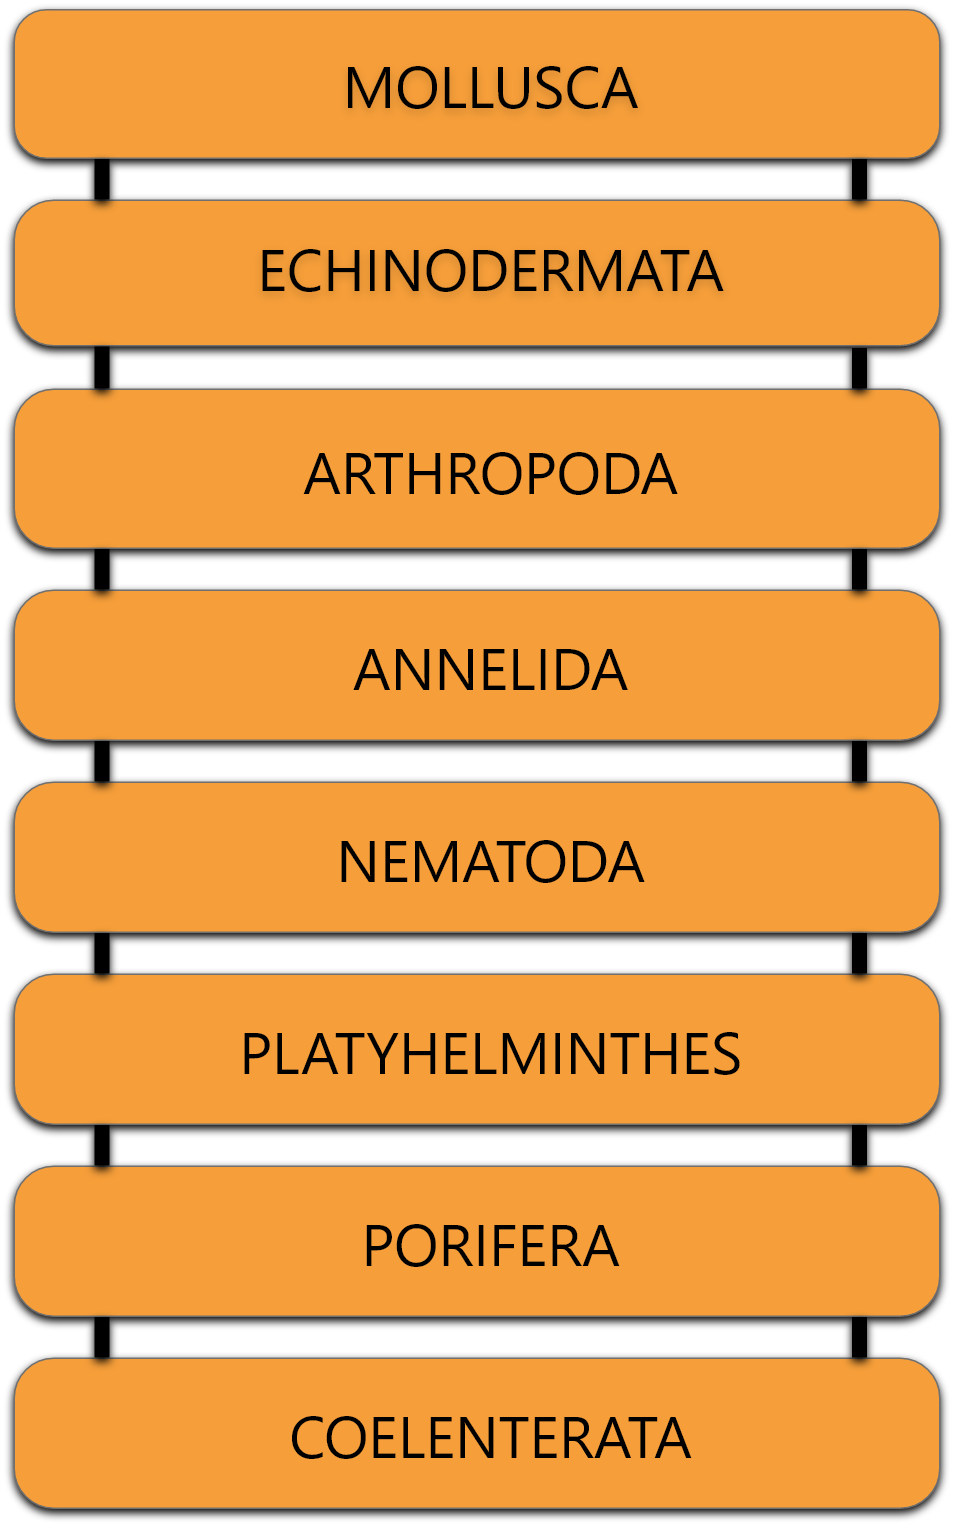 MOLLUSCA
ECHINODERMATA
ARTHROPODA
ANNELIDA
NEMATODA
PLATYHELMINTHES
PORIFERA
COELENTERATA